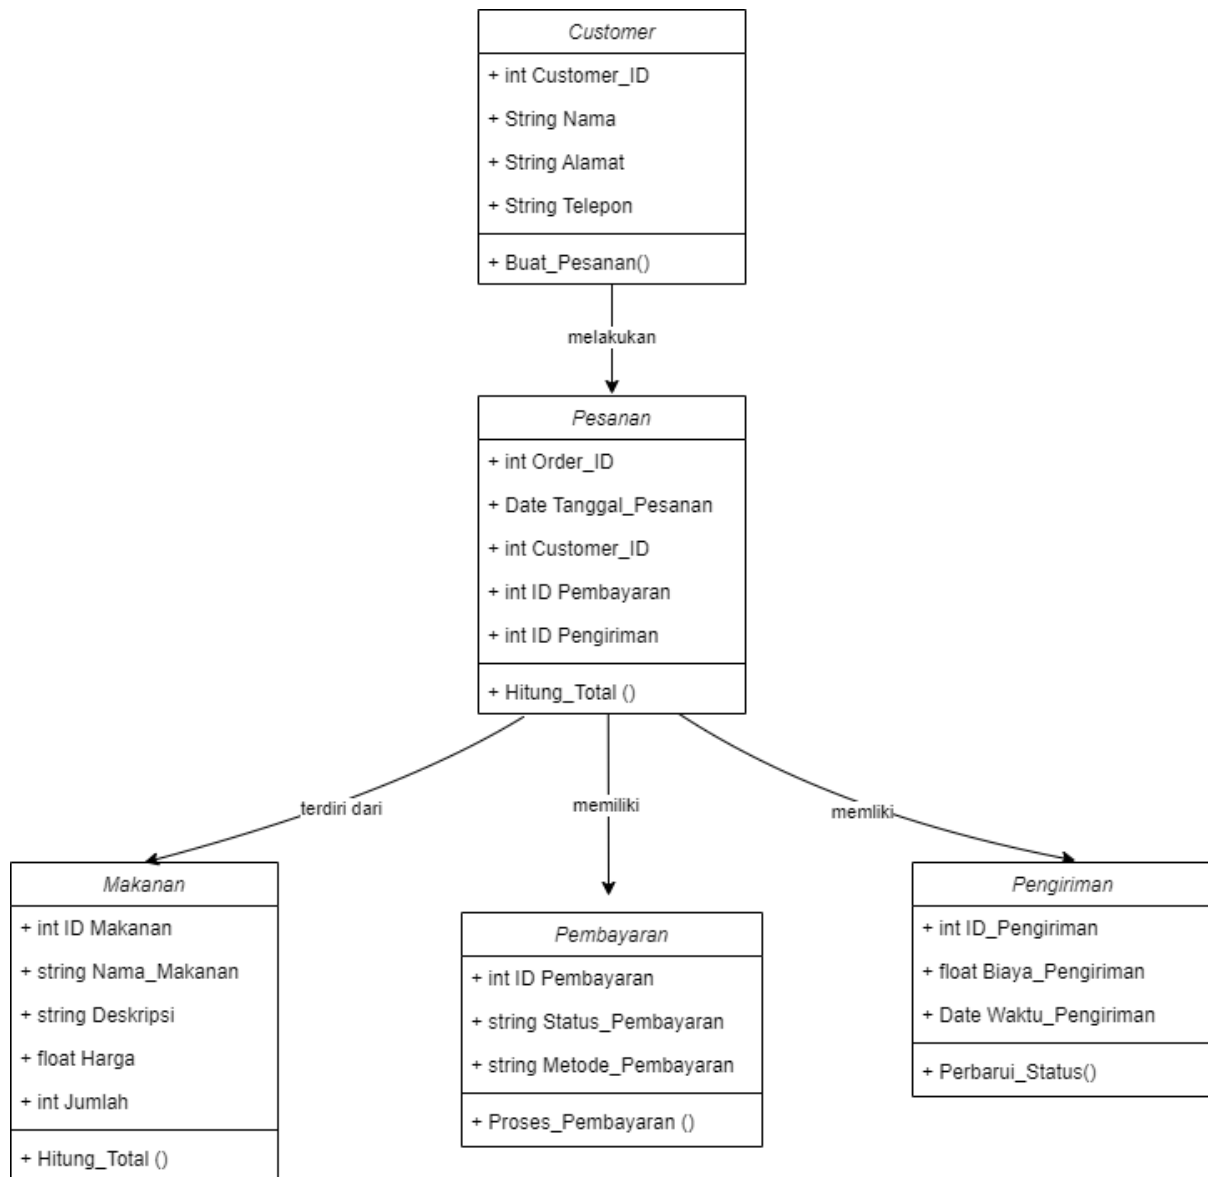 Customer
+ int Customer_ID
+ String Nama
+ String Alamat
+ String Telepon
+ Buat_Pesanan()
melakukan
Pesanan
+ int Order_ID
+ Date Tanggal_Pesanan
+ int Customer_ID
+ int ID Pembayaran
+ int ID Pengiriman
+ Hitung_Total ()
terdiri dari
memiliki
memliki
Makanan
+ int ID Makanan
+ string Nama_Makanan
+ string Deskripsi
+ float Harga
+ int Jumlah
+ Hitung_Total ()
Pembayaran
+ int ID Pembayaran
+ string Status_Pembayaran
+ string Metode_Pembayaran
+ Proses_Pembayaran ()
Pengiriman
+ int ID_Pengiriman
+ float Biaya_Pengiriman
+ Date Waktu_Pengiriman
+ Perbarui_Status()